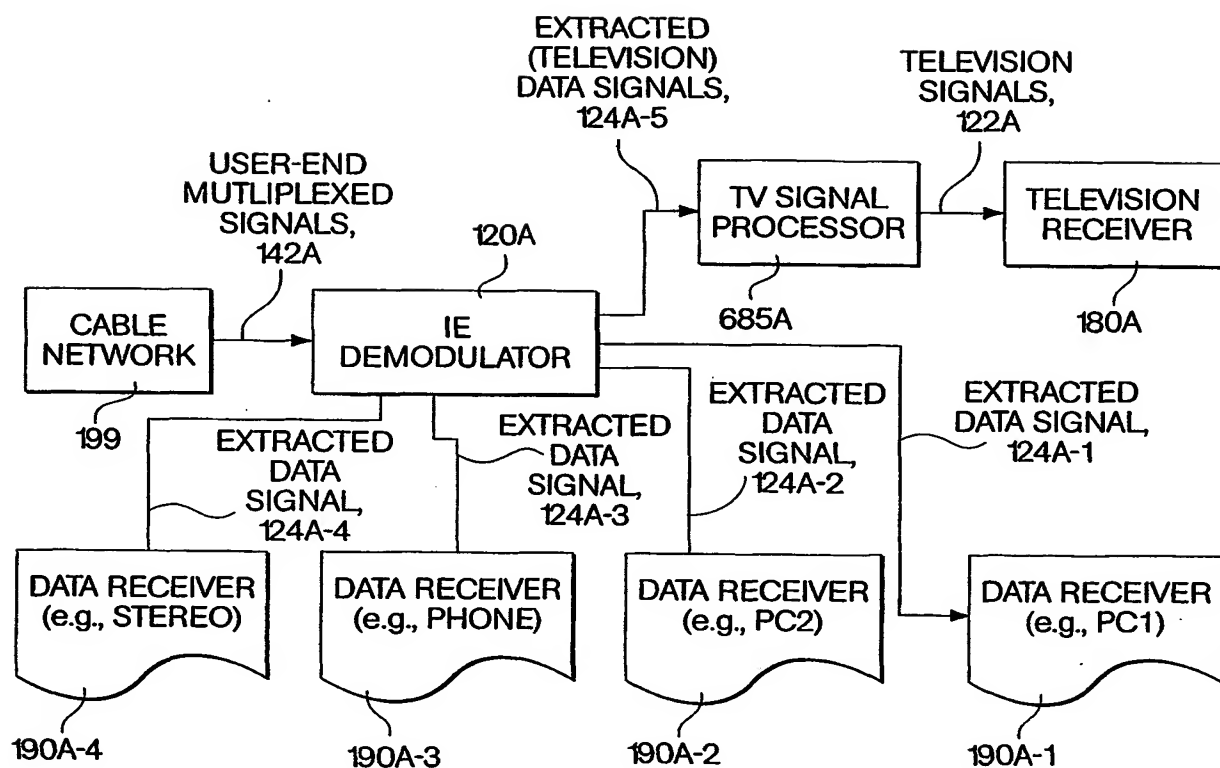 EXTRACTED
(TELEVISION)
DATA SIGNALS,
124A-5
TELEVISION
SIGNALS,
122A
USER-END
MUTLIPLEXED
SIGNALS,
142A
120A
TV SIGNAL
PROCESSOR
TELEVISION
RECEIVER
685A
180A
CABLE
NETWORK
IE
DEMODULATOR
199
EXTRACTED
DATA
SIGNAL,
124A-4
EXTRACTED
DATA
SIGNAL,
124A-3
EXTRACTED
DATA
SIGNAL,
124A-2
EXTRACTED
DATA SIGNAL,
124A-1
DATA RECEIVER
(e.g., STEREO)
DATA RECEIVER
(e.g., PHONE)
DATA RECEIVER
(e.g., PC2)
DATA RECEIVER
(e.g., PC1)
190A-4
190A-3
190A-2
190A-1